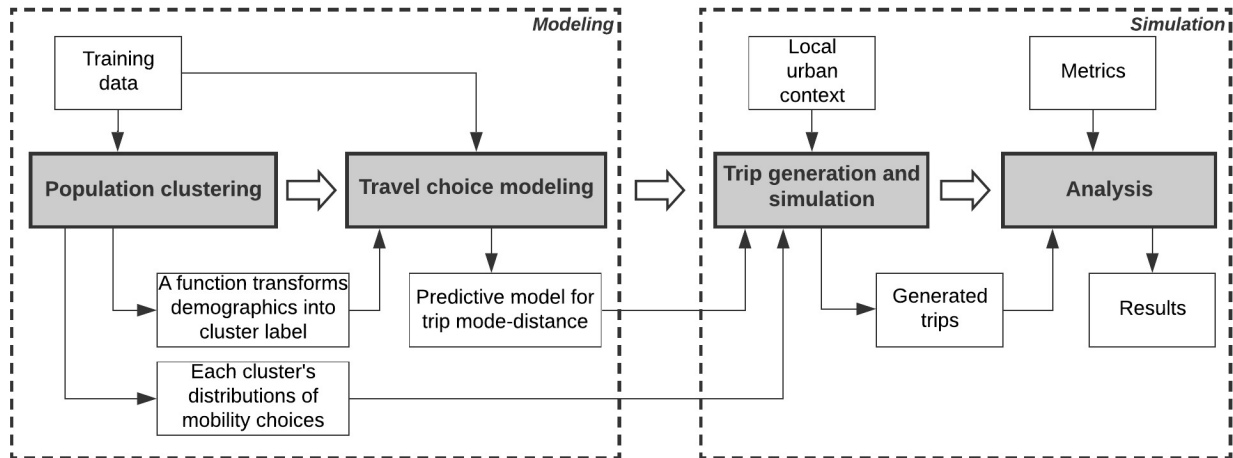 Modeling
Simulation
Training
data
Local
urban
context
Metrics
Population clustering
Travel choice modeling
Trip generation and
simulation
Analysis
A function transforms
demographics into
cluster label
Predictive model for
trip mode-distance
Generated
trips
Results
Each cluster's
distributions of
mobility choices